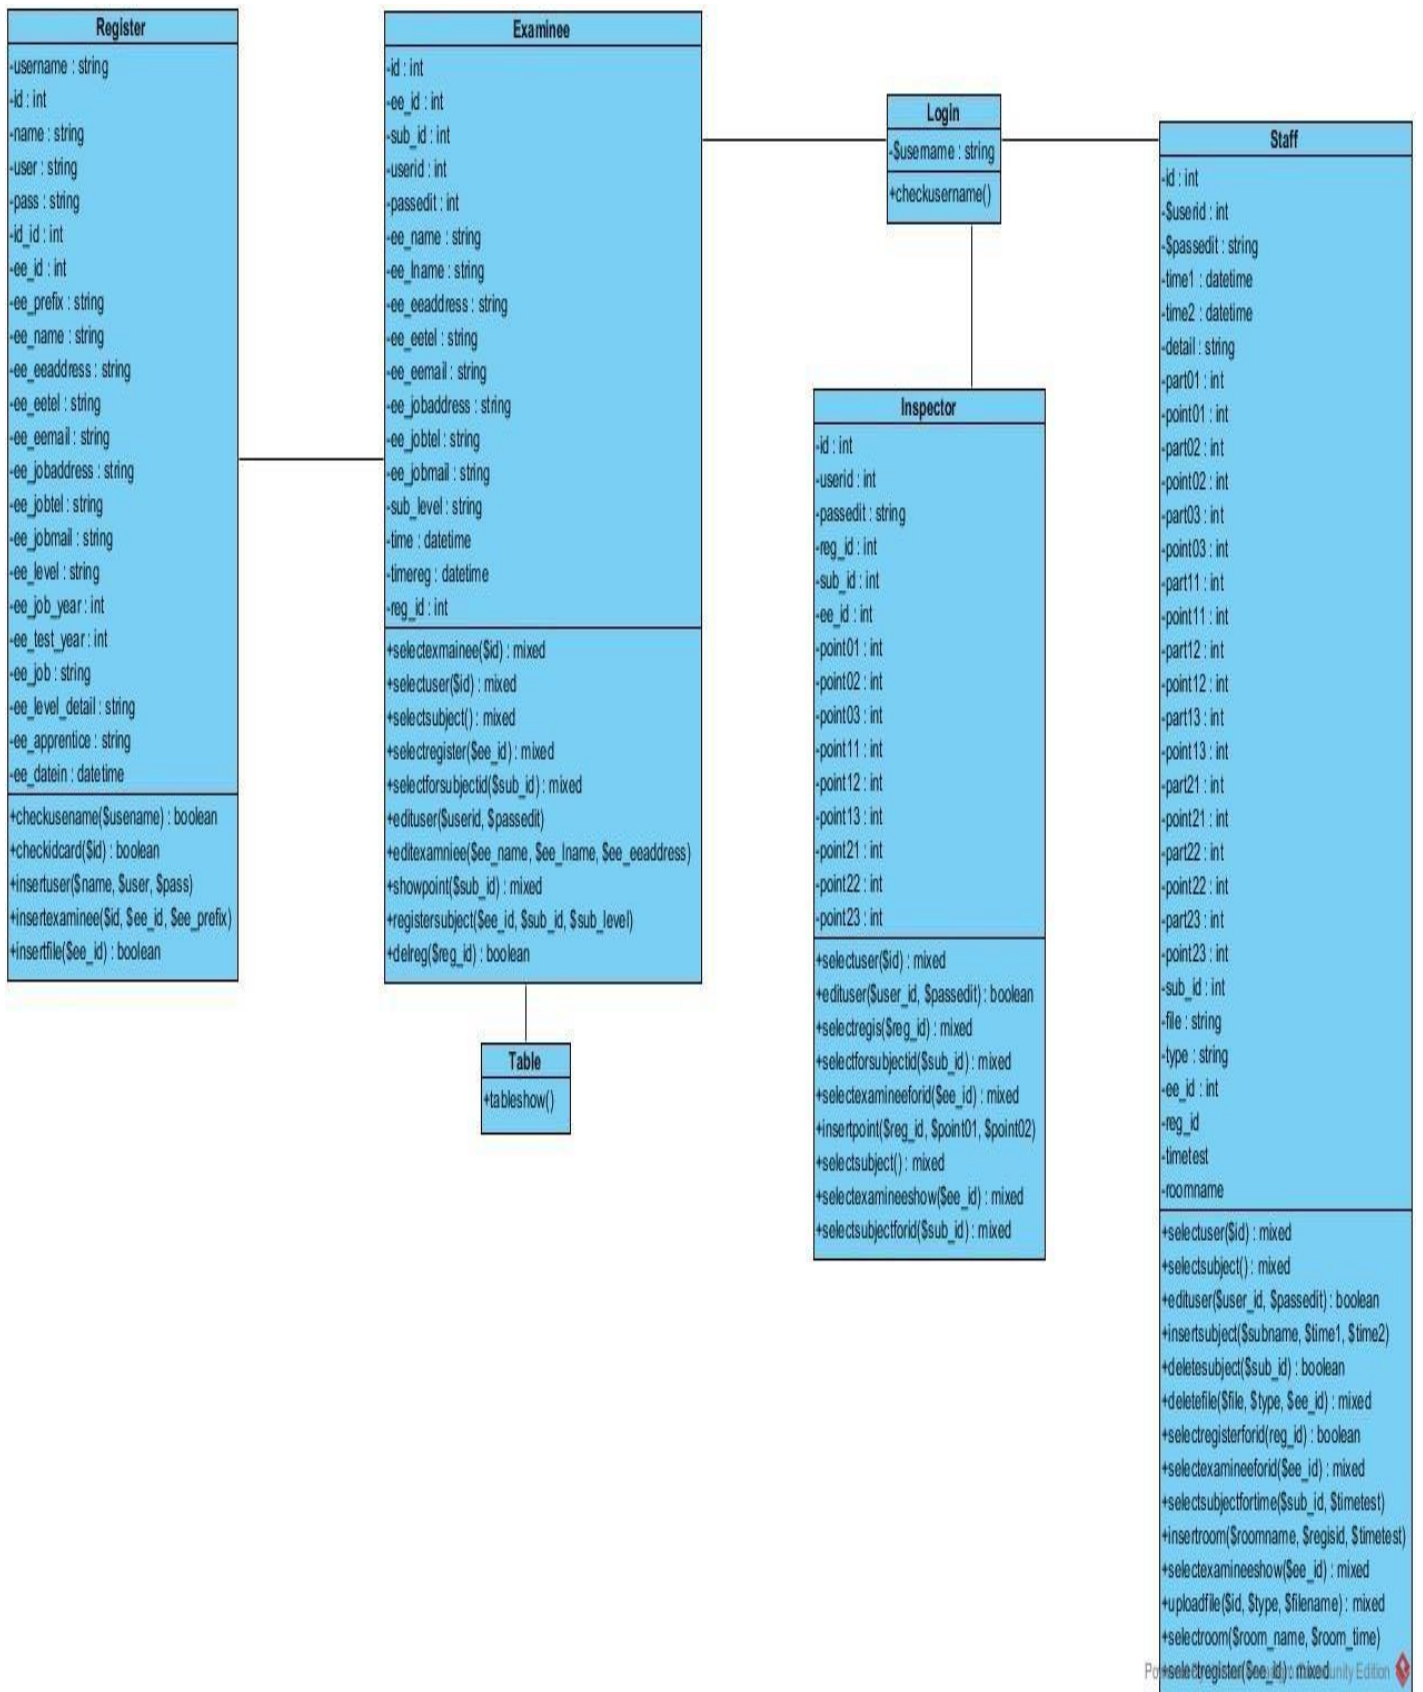 Register
-username : string
-id : int
-name : string
-user : string
-pass : string
-id_id : int
-ee_id : int
-ee_prefix : string
-ee_name : string
-ee_eeaddress : string
-ee_eetel : string
-ee_eemail : string
-ee_jobaddress : string
-ee_jobtel : string
-ee_jobmail : string
-ee_level : string
-ee_job_year : int
-ee_test_year : int
-ee_job : string
-ee_level_detail : string
-ee_apprentice : string
-ee_datein : datetime
+checkusename($usename) : boolean
+checkidcard($id) : boolean
+insertuser($name, $user, $pass)
+insertexaminee($id, $ee_id, $ee_prefix)
+insertfile($ee_id) : boolean
Examinee
-id : int
-ee_id : int
-sub_id : int
-userid : int
-passedit : int
-ee_name : string
-ee_lname : string
-ee_eeaddress : string
-ee_eetel : string
-ee_eemail : string
-ee_jobaddress : string
-ee_jobtel : string
-ee_jobmail : string
-sub_level : string
-time : datetime
-timereg : datetime
-reg_id : int
+selectexmainee($id) : mixed
+selectuser($id) : mixed
+selectsubject() : mixed
+selectregister($ee_id) : mixed
+selectforsubjectid($sub_id) : mixed
+edituser($userid, $passedit)
+editexamniee($ee_name, $ee_lname, $ee_eeaddress)
+showpoint($sub_id) : mixed
+registersubject($ee_id, $sub_id, $sub_level)
+delreg($reg_id) : boolean
Table
+tableshow()
Login
-$username : string
+checkusername()
Inspector
-id : int
-userid : int
-passedit : string
-reg_id : int
-sub_id : int
-ee_id : int
-point01 : int
-point02 : int
-point03 : int
-point11 : int
-point12 : int
-point13 : int
-point21 : int
-point22 : int
-point23 : int
+selectuser($id) : mixed
+edituser($user_id, $passedit) : boolean
+selectregis($reg_id) : mixed
+selectforsubjectid($sub_id) : mixed
+selectexamineeforid($ee_id) : mixed
+insertpoint($reg_id, $point01, $point02)
+selectsubject() : mixed
+selectexamineeshow($ee_id) : mixed
+selectsubjectforid($sub_id) : mixed
Staff
-id : int
-$userid : int
-$passedit : string
-time1 : datetime
-time2 : datetime
-detail : string
-part01 : int
-point01 : int
-part02 : int
-point02 : int
-part03 : int
-point03 : int
-part11 : int
-point11 : int
-part12 : int
-point12 : int
-part13 : int
-point13 : int
-part21 : int
-point21 : int
-part22 : int
-point22 : int
-part23 : int
-point23 : int
-sub_id : int
-file : string
-type : string
-ee_id : int
-reg_id
-timetest
-roomname
+selectuser($id) : mixed
+selectsubject() : mixed
+edituser($user_id, $passedit) : boolean
+insertsubject($subname, $time1, $time2)
+deletesubject($sub_id) : boolean
+deletefile($file, $type, $ee_id) : mixed
+selectregisterforid(reg_id) : boolean
+selectexamineeforid($ee_id) : mixed
+selectsubjectfortime($sub_id, $timetest)
+insertroom($roomname, $regisid, $timetest)
+selectexamineeshow($ee_id) : mixed
+uploadfile($id, $type, $filename) : mixed
+selectroom($room_name, $room_time)
+selectregister($ee_id) : mixed
Edition